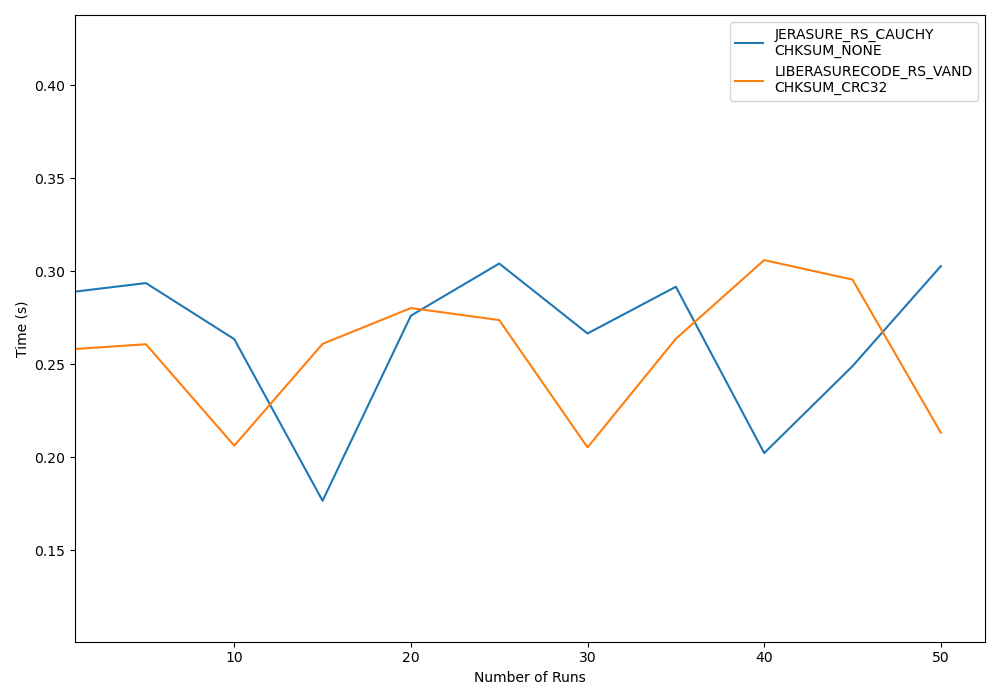 JERASURE_RS_CAUCHY
CHKSUM_NONE
LIBERASURECODE_RS_VAND
CHKSUM_CRC32
0.40
0.35
0.30
0.25
0.20
0.15
Time (s)
10 20 30 40 50
Number of Runs